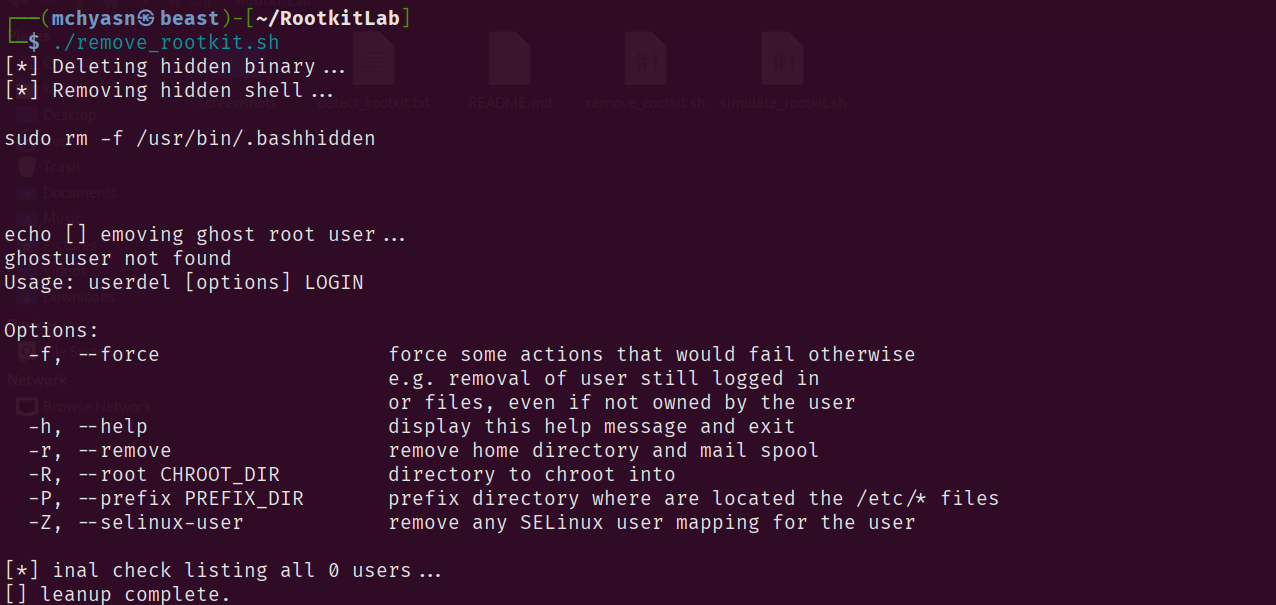 ┌──(mchyasn㉿beast)-[~/RootkitLab]
└─$ ./remove_rootkit.sh
[*] Deleting hidden binary...
[*] Removing hidden shell...
screenshots detect_rootkit.txt README.md remove_rootkit.sh simulate_rootkit.sh
Desktop
sudo rm -f /usr/bin/.bashhidden
Trash
Documents
Music
echo [] emoving ghost root user...
ghostuser not found
Usage: userdel [options] LOGIN
Downloads
Options:
-f, --force force some actions that would fail otherwise
e.g. removal of user still logged in
Network
or files, even if not owned by the user
Browse Network
-h, --help display this help message and exit
-r, --remove remove home directory and mail spool
-R, --root CHROOT_DIR directory to chroot into
-P, --prefix PREFIX_DIR prefix directory where are located the /etc/* files
-Z, --selinux-user remove any SELinux user mapping for the user
[*] inal check listing all 0 users...
[] leanup complete.